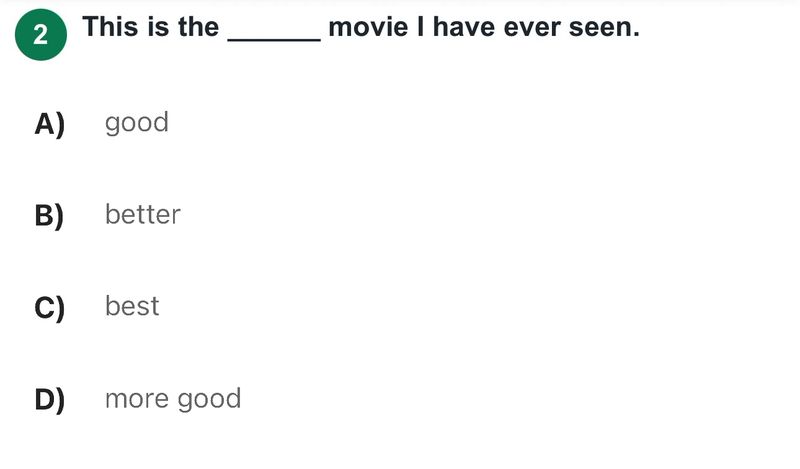 2 This is the ______ movie I have ever seen.
A) good
B) better
C) best
D) more good